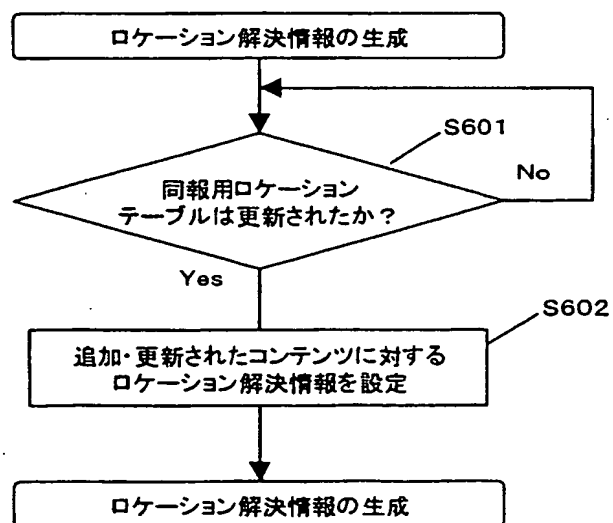 ロケーション解決情報の生成
S601
No
同報用ロケーション
テーブルは更新されたか？
Yes
S602
追加・更新されたコンテンツに対する
ロケーション解決情報を設定
ロケーション解決情報の生成